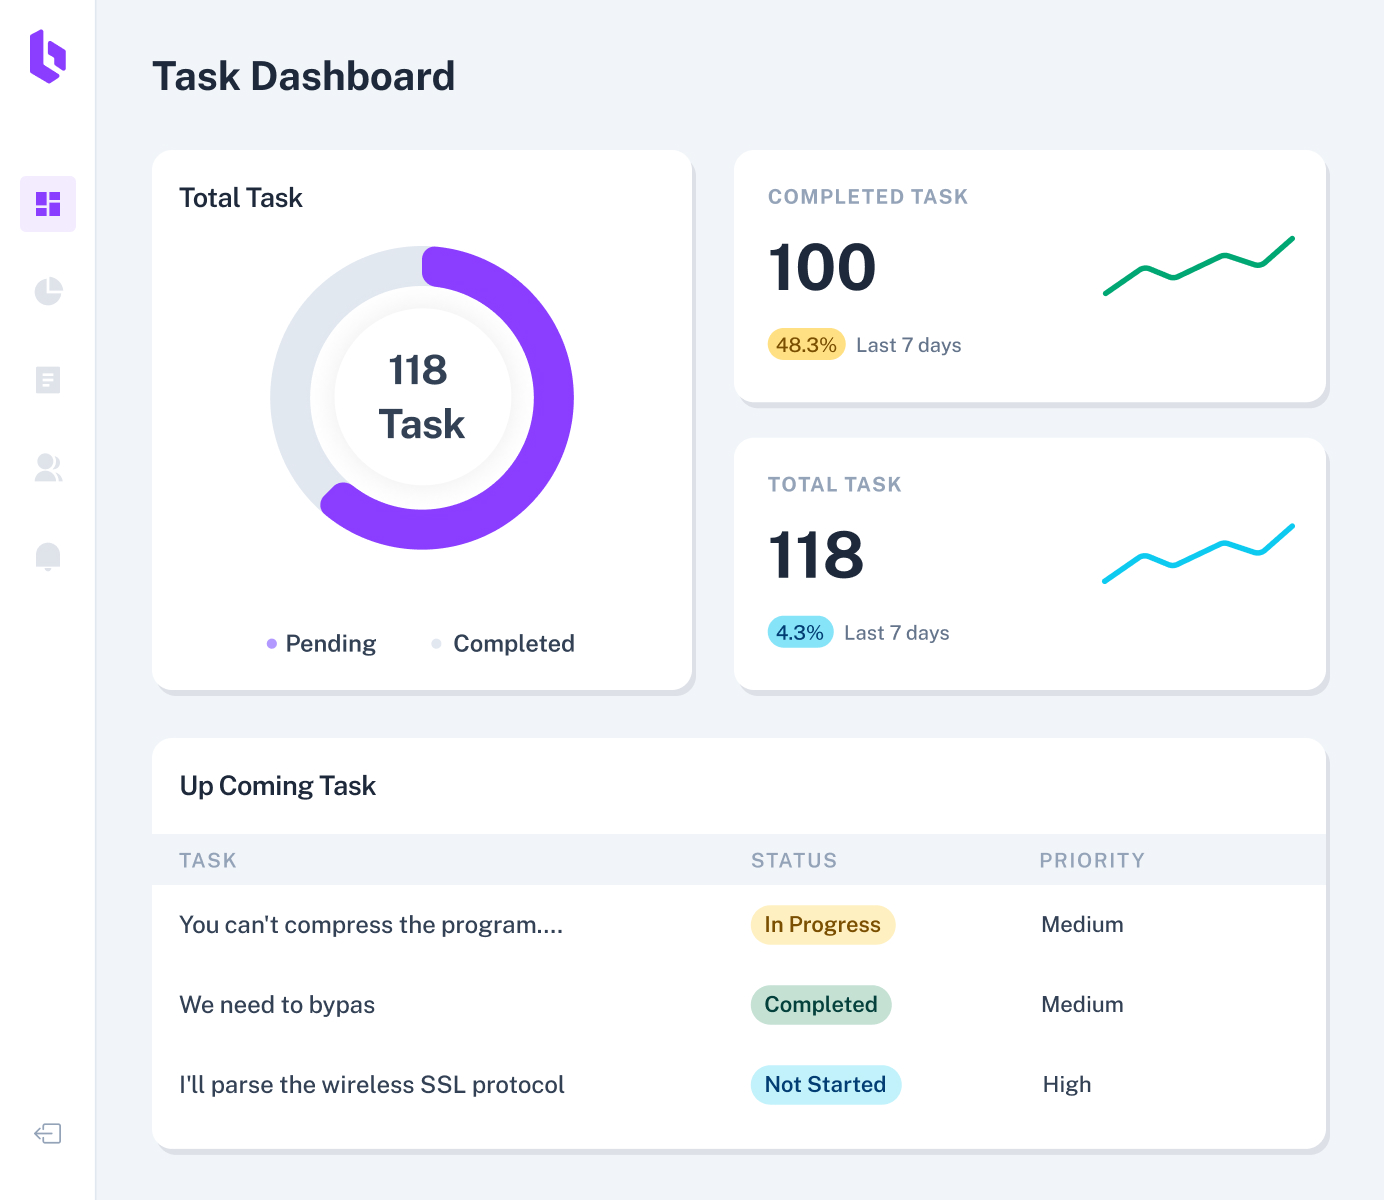 Task Dashboard
Total Task
118
Task
Pending
Completed
COMPLETED TASK
100
48.3% Last 7 days
TOTAL TASK
118
4.3% Last 7 days
Up Coming Task
TASK STATUS PRIORITY
You can't compress the program.... In Progress Medium
We need to bypas Completed Medium
I'll parse the wireless SSL protocol Not Started High